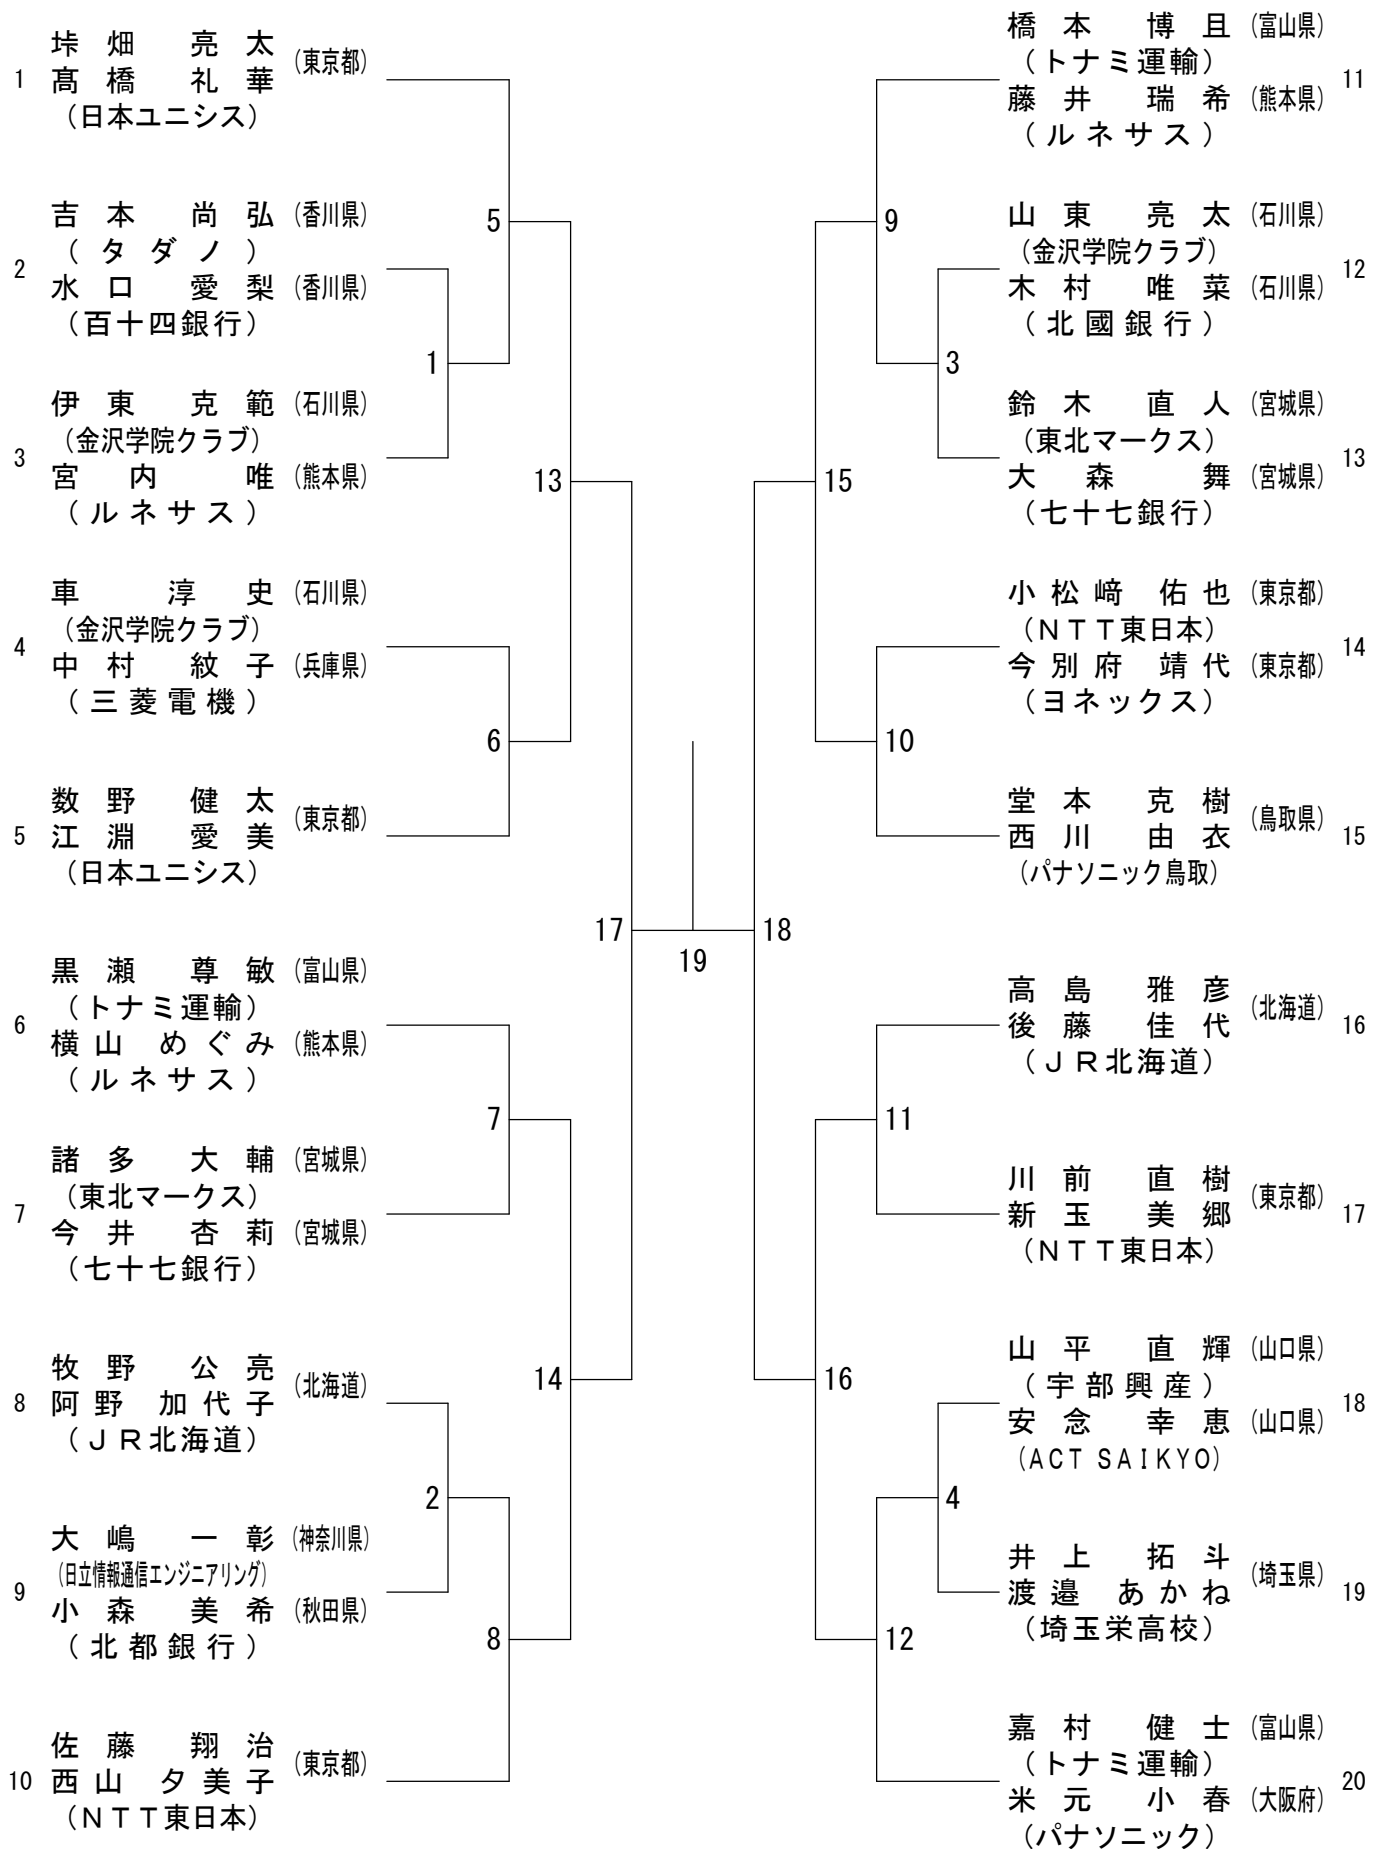 垰畑 亮太 (東京都)
1 髙橋 礼華
(日本ユニシス)
吉本 尚弘 (香川県)
(タダノ)
2 水口 愛梨 (香川県)
(百十四銀行)
伊東 克範 (石川県)
(金沢学院クラブ)
3 宮内 唯 (熊本県)
(ルネサス)
車 淳史 (石川県)
(金沢学院クラブ)
4 中村 紋子 (兵庫県)
(三菱電機)
数野 健太 (東京都)
5 江淵 愛美
(日本ユニシス)
黒瀬 尊敏 (富山県)
(トナミ運輸)
6 横山 めぐみ (熊本県)
(ルネサス)
諸多 大輔 (宮城県)
(東北マークス)
7 今井 杏莉 (宮城県)
(七十七銀行)
牧野 公亮 (北海道)
8 阿野 加代子
(ＪＲ北海道)
大嶋 一彰 (神奈川県)
(日立情報通信エンジニアリング)
9 小森 美希 (秋田県)
(北都銀行)
佐藤 翔治 (東京都)
10 西山 夕美子
(ＮＴＴ東日本)
5
1
13
6
17
7
14
2
8
19
18
9
3
15
10
11
16
4
12
橋本 博且 (富山県)
(トナミ運輸) 11
藤井 瑞希 (熊本県)
(ルネサス)
山東 亮太 (石川県)
(金沢学院クラブ) 12
木村 唯菜 (石川県)
(北國銀行)
鈴木 直人 (宮城県)
(東北マークス) 13
大森 舞 (宮城県)
(七十七銀行)
小松﨑 佑也 (東京都)
(ＮＴＴ東日本) 14
今別府 靖代 (東京都)
(ヨネックス)
堂本 克樹 (鳥取県)
西川 由衣 15
(パナソニック鳥取)
高島 雅彦 (北海道)
後藤 佳代 16
(ＪＲ北海道)
川前 直樹 (東京都)
新玉 美郷 17
(ＮＴＴ東日本)
山平 直輝 (山口県)
(宇部興産) 18
安念 幸恵 (山口県)
(ACT SAIKYO)
井上 拓斗 (埼玉県)
渡邉 あかね 19
(埼玉栄高校)
嘉村 健士 (富山県)
(トナミ運輸) 20
米元 小春 (大阪府)
(パナソニック)